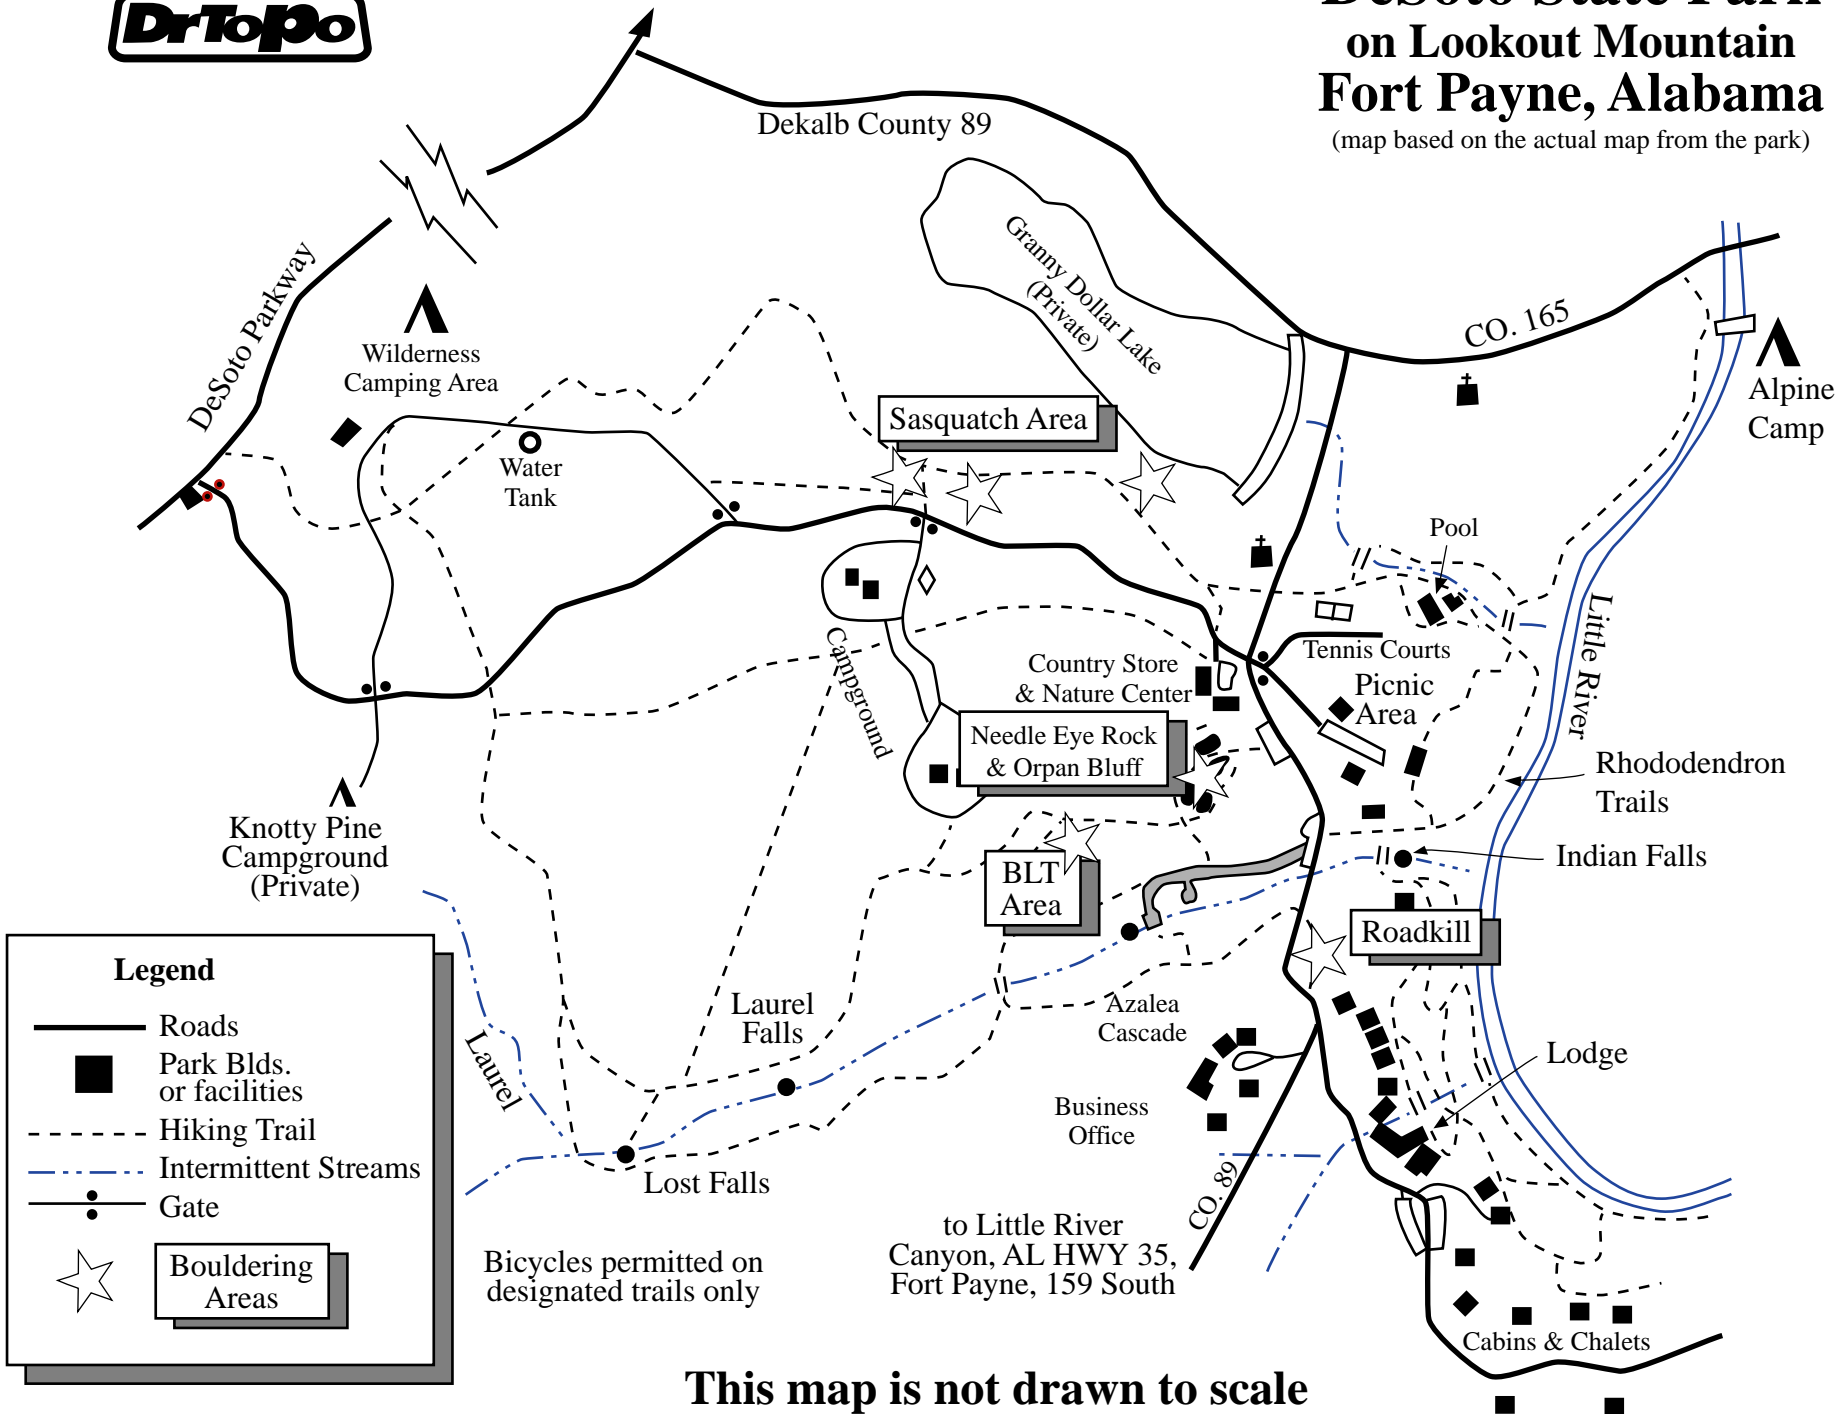 DrTopo
DeSoto State Park
on Lookout Mountain
Fort Payne, Alabama
(map based on the actual map from the park)
Dekalb County 89
DeSoto Parkway
Granny Dollar Lake
(Private)
CO. 165
Wilderness
Camping Area
Alpine
Camp
Sasquatch Area
Water
Tank
Pool
Little River
Tennis Courts
Country Store
& Nature Center
Picnic
Area
Campground
Needle Eye Rock
& Orpan Bluff
Rhododendron
Trails
Knotty Pine
Campground
(Private)
Indian Falls
BLT
Area
Roadkill
Legend
Roads
Park Blds.
or facilities
Hiking Trail
Intermittent Streams
Gate
Bouldering
Areas
Laurel
Laurel
Falls
Azalea
Cascade
Lodge
Business
Office
Lost Falls
CO. 89
to Little River
Canyon, AL HWY 35,
Fort Payne, 159 South
Bicycles permitted on
designated trails only
Cabins & Chalets
This map is not drawn to scale